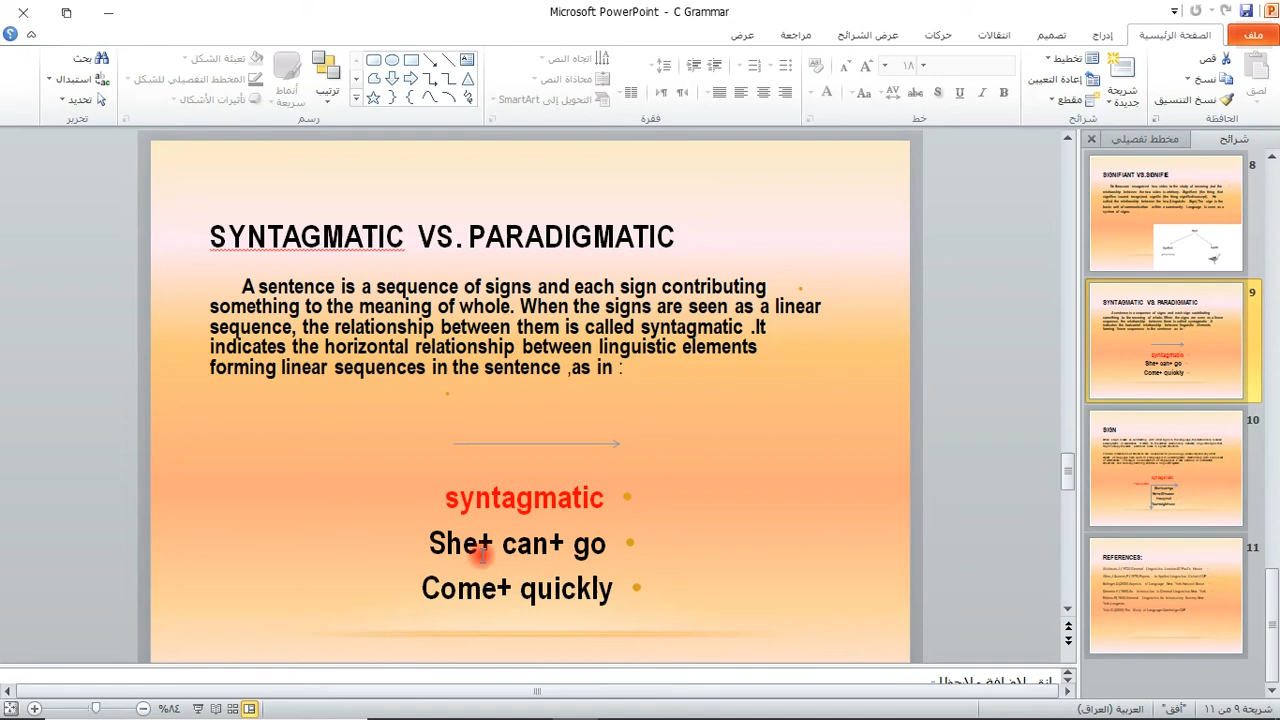 Microsoft PowerPoint - C Grammar
ملف
الصفحة الرئيسية
إدراج
تصميم
انتقالات
حركات
عرض الشرائح
مراجعة
عرض
لصق
قص
نسخ
نسخ التنسيق
الحافظة
شريحة جديدة
تخطيط
إعادة التعيين
مقطع
شرائح
١٨
خط
اتجاه النص
محاذاة النص
التحويل إلى SmartArt
فقرة
ترتيب
أنماط سريعة
تعبئة الشكل
المخطط التفصيلي للشكل
تأثيرات الأشكال
رسم
بحث
استبدال
تحديد
تحرير
شرائح
مخطط تفصيلي
SYNTAGMATIC VS. PARADIGMATIC
A sentence is a sequence of signs and each sign contributing
something to the meaning of whole. When the signs are seen as a linear
sequence, the relationship between them is called syntagmatic .It
indicates the horizontal relationship between linguistic elements
forming linear sequences in the sentence ,as in :
syntagmatic
She+ can+ go
Come+ quickly
8
SIGNIFIANT VS.SIGNIFIE
9
SYNTAGMATIC VS. PARADIGMATIC
syntagmatic
She+ can+ go
Come+ quickly
10
SIGN
11
REFERENCES:
شريحة ٩ من ١١
"أفق"
العربية (العراق)
٨٤%